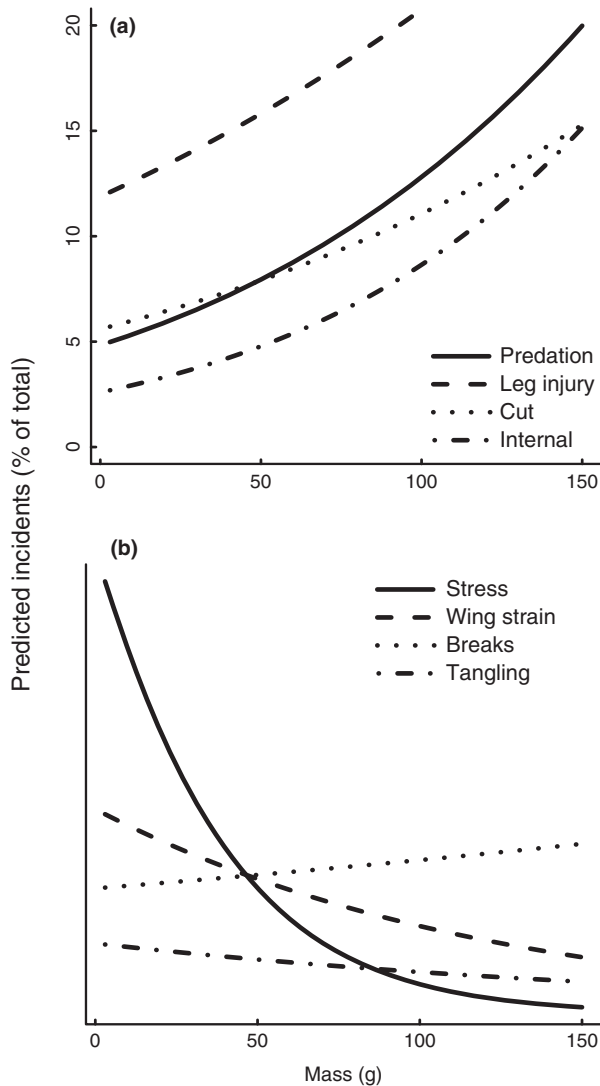 (a)
20
15
10
5
0
Predation
Leg injury
Cut
Internal
0 50 100 150
Predicted incidents (% of total)
(b)
Stress
Wing strain
Breaks
Tangling
0 50 100 150
Mass (g)